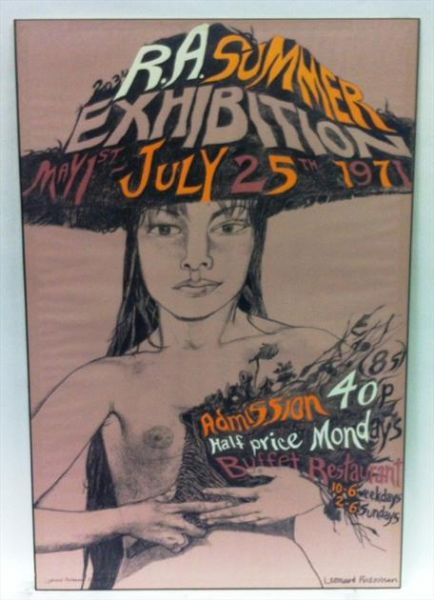 203rd
R.A. SUMMER
EXHIBITION
MAY 1ST - JULY 25TH 1971
Admission 40p (8s)
Half price Mondays
Buffet Restaurant
10-6 weekdays
2-6 Sundays
Leonard